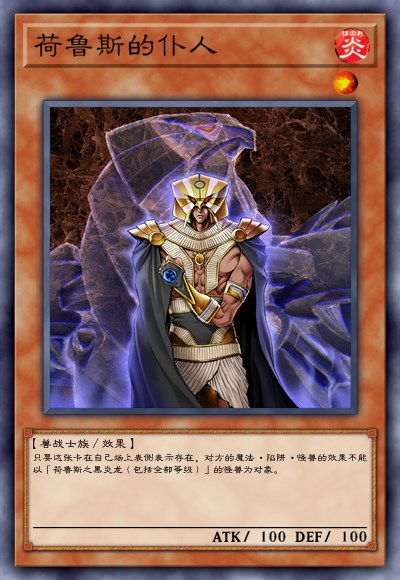 荷鲁斯的仆人
ほのお
炎
【兽战士族/效果】
只要这张卡在自己场上表侧表示存在，对方的魔法·陷阱·怪兽的效果不能
以「荷鲁斯之黑炎龙（包括全部等级）」的怪兽为对象。
ATK/ 100 DEF/ 100